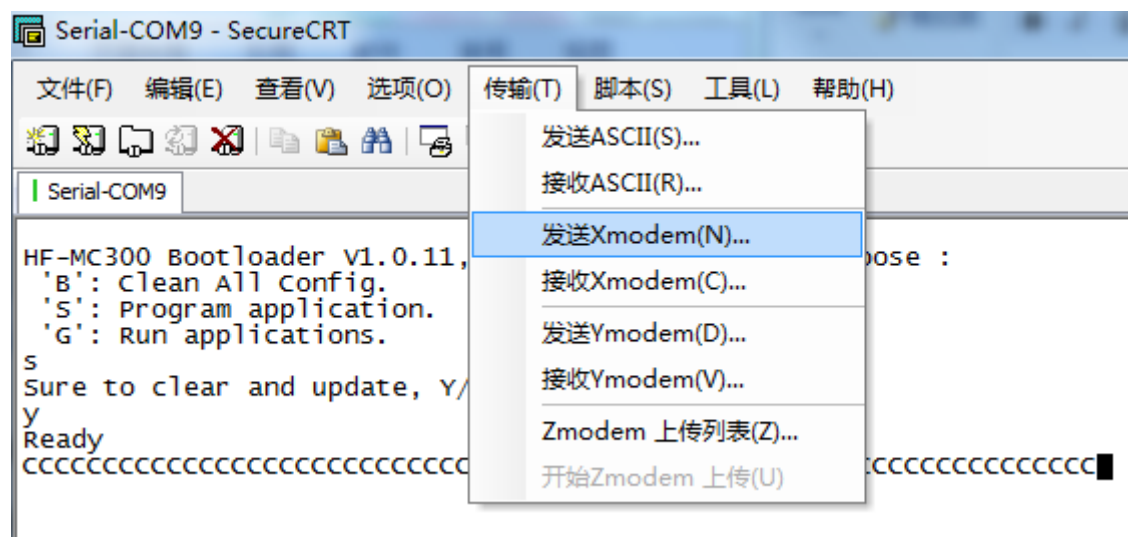 Serial-COM9 - SecureCRT
文件(F) 编辑(E) 查看(V) 选项(O) 传输(T) 脚本(S) 工具(L) 帮助(H)
Serial-COM9
发送ASCII(S)...
接收ASCII(R)...
发送Xmodem(N)...
接收Xmodem(C)...
发送Ymodem(D)...
接收Ymodem(V)...
Zmodem 上传列表(Z)...
开始Zmodem 上传(U)
HF-MC300 Bootloader V1.0.11, pose :
'B': Clean All Config.
'S': Program application.
'G': Run applications.
s
Sure to clear and update, Y/
y
Ready
CCCCCCCCCCCCCCCCCCCCCCCCCCCC CCCCCCCCCCCCCCC